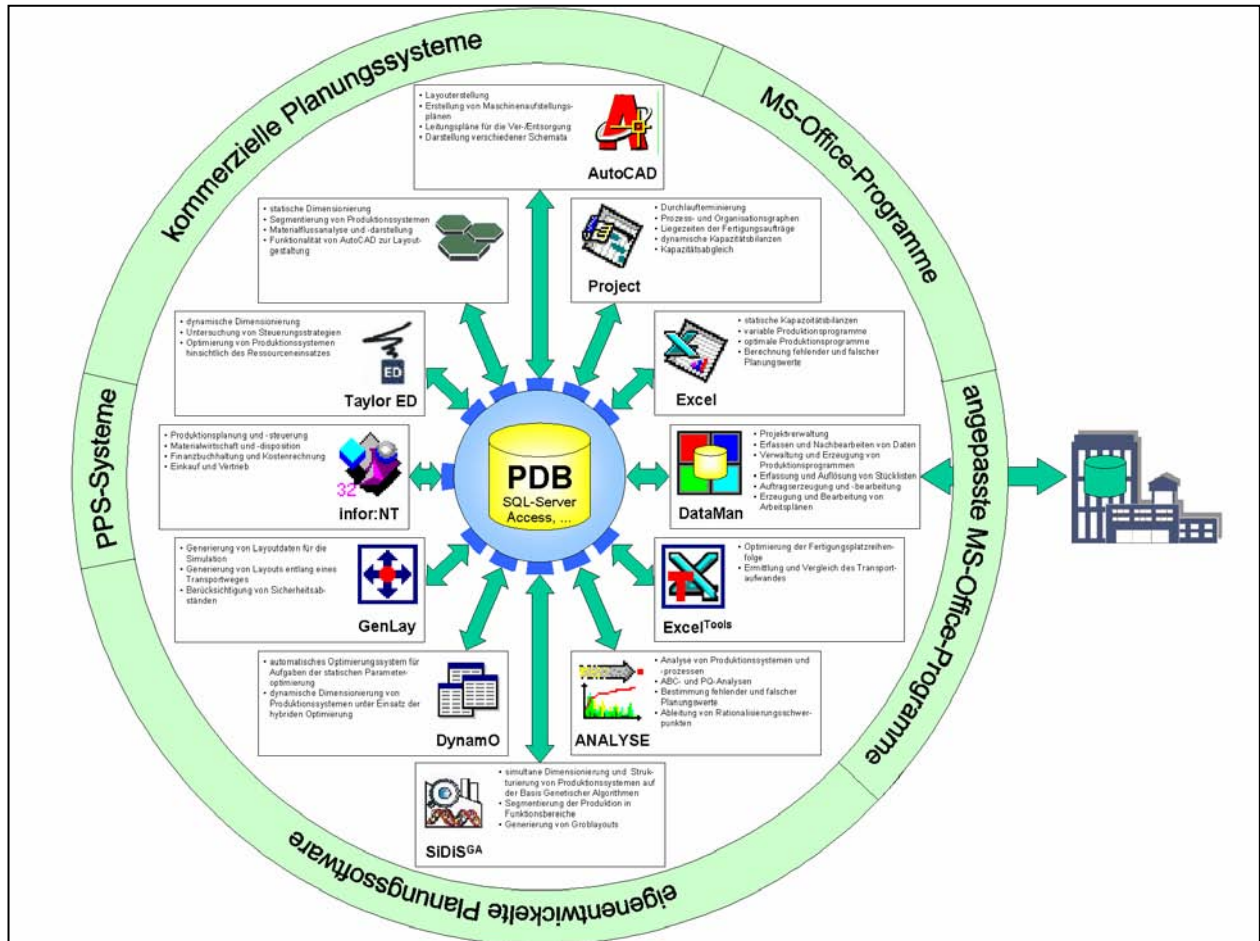 kommerzielle Planungssysteme
MS-Office-Programme
angepasste MS-Office-Programme
eigenentwickelte Planungssoftware
PPS-Systeme
• Layouterstellung
• Erstellung von Maschinenaufstellungs-
plänen
• Leitungspläne für die Ver-/Entsorgung
• Darstellung verschiedener Schemata
AutoCAD
• statische Dimensionierung
• Segmentierung von Produktionssystemen
• Materialflussanalyse und -darstellung
• Funktionalität von AutoCAD zur Layout-
gestaltung
• Durchlaufterminierung
• Prozess- und Organisationsgraphen
• Liegezeiten der Fertigungsaufträge
• dynamische Kapazitätsbilanzen
• Kapazitätsabgleich
Project
• dynamische Dimensionierung
• Untersuchung von Steuerungsstrategien
• Optimierung von Produktionssystemen
hinsichtlich des Ressourceneinsatzes
ED
Taylor ED
• statische Kapazoitätsbilanzen
• variable Produktionsprogramme
• optimale Produktionsprogramme
• Berechnung fehlender und falscher
Planungswerte
Excel
• Produktionsplanung und -steuerung
• Materialwirtschaft und -disposition
• Finanzbuchhaltung und Kostenrechnung
• Einkauf und Vertrieb
32
infor:NT
PDB
SQL-Server
Access, ...
• Projektverwaltung
• Erfassen und Nachbearbeiten von Daten
• Verwaltung und Erzeugung von
Produktionsprogrammen
• Erfassung und Auflösung von Stücklisten
• Auftragserzeugung und -bearbeitung
• Erzeugung und Bearbeitung von
Arbeitsplänen
DataMan
• Generierung von Layoutdaten für die
Simulation
• Generierung von Layouts entlang eines
Transportweges
• Berücksichtigung von Sicherheitsab-
ständen
GenLay
• Optimierung der Fertigungsplatzreihen-
folge
• Ermittlung und Vergleich des Transport-
aufwandes
T
Excel Tools
• automatisches Optimierungssystem für
Aufgaben der statischen Parameter-
optimierung
• dynamische Dimensionierung von
Produktionssystemen unter Einsatz der
hybriden Optimierung
DynamO
• Analyse von Produktionssystemen und
-prozessen
• ABC- und PQ-Analysen
• Bestimmung fehlender und falscher
Planungswerte
• Ableitung von Rationalisierungsschwer-
punkten
ANALYSE
• simultane Dimensionierung und Struk-
turierung von Produktionssystemen auf
der Basis Genetischer Algorithmen
• Segmentierung der Produktion in
Funktionsbereiche
• Generierung von Groblayouts
SiDiS GA